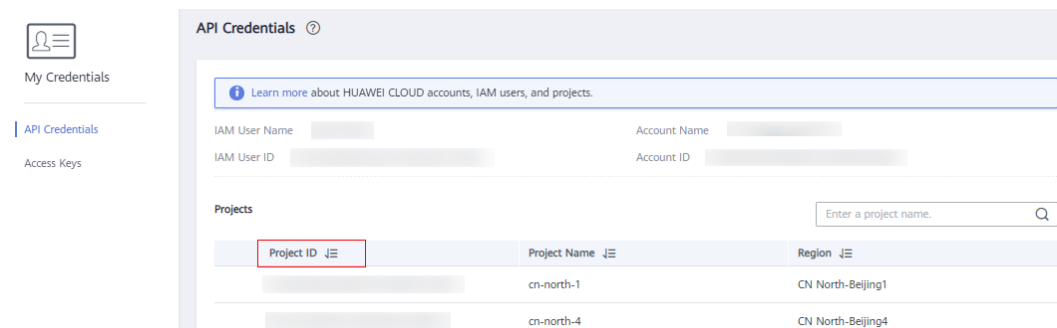 API Credentials
My Credentials
Learn more about HUAWEI CLOUD accounts, IAM users, and projects.
API Credentials
IAM User Name
Account Name
Access Keys
IAM User ID
Account ID
Projects
Enter a project name.
Project ID
Project Name
Region
cn-north-1
CN North-Beijing1
cn-north-4
CN North-Beijing4